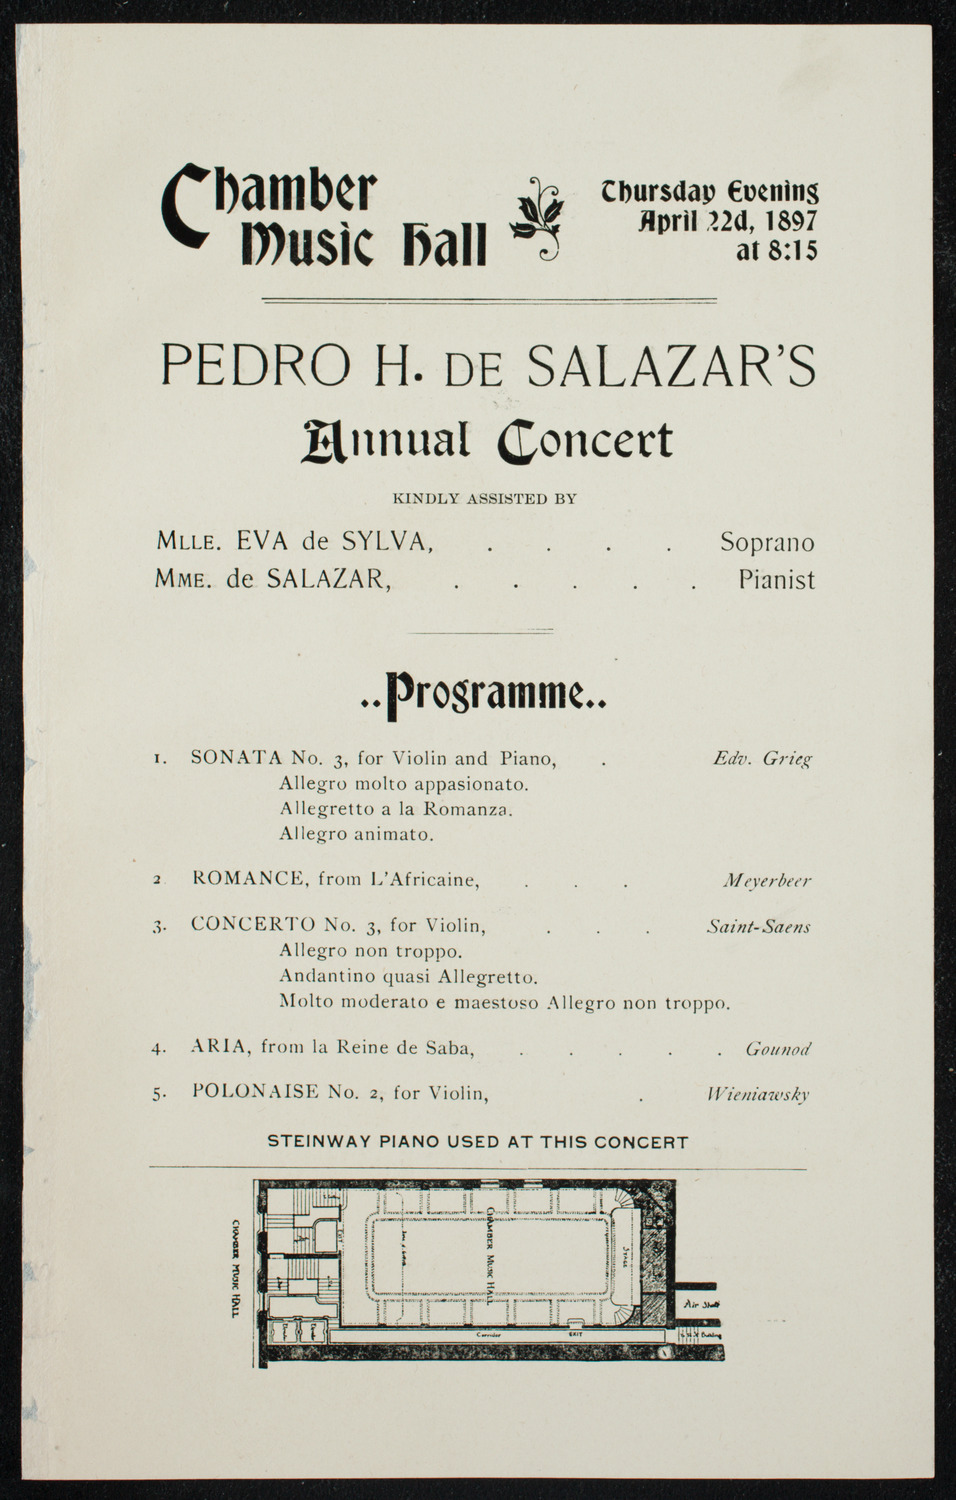 Chamber
Music Hall
Thursday Evening
April 22d, 1897
at 8:15
PEDRO H. DE SALAZAR'S
Annual Concert
KINDLY ASSISTED BY
MLLE. EVA de SYLVA, . . . . Soprano
MME. de SALAZAR, . . . . . Pianist
..Programme..
1. SONATA No. 3, for Violin and Piano, . Edv. Grieg
Allegro molto appasionato.
Allegretto a la Romanza.
Allegro animato.
2 ROMANCE, from L'Africaine, . . . Meyerbeer
3. CONCERTO No. 3, for Violin, . . . Saint-Saens
Allegro non troppo.
Andantino quasi Allegretto.
Molto moderato e maestoso Allegro non troppo.
4. ARIA, from la Reine de Saba, . . . . . Gounod
5. POLONAISE No. 2, for Violin, . Wieniawsky
STEINWAY PIANO USED AT THIS CONCERT
CHAMBER MUSIC HALL
CHAMBER MUSIC HALL
STAGE
Air Shaft
Corridor
EXIT
Building